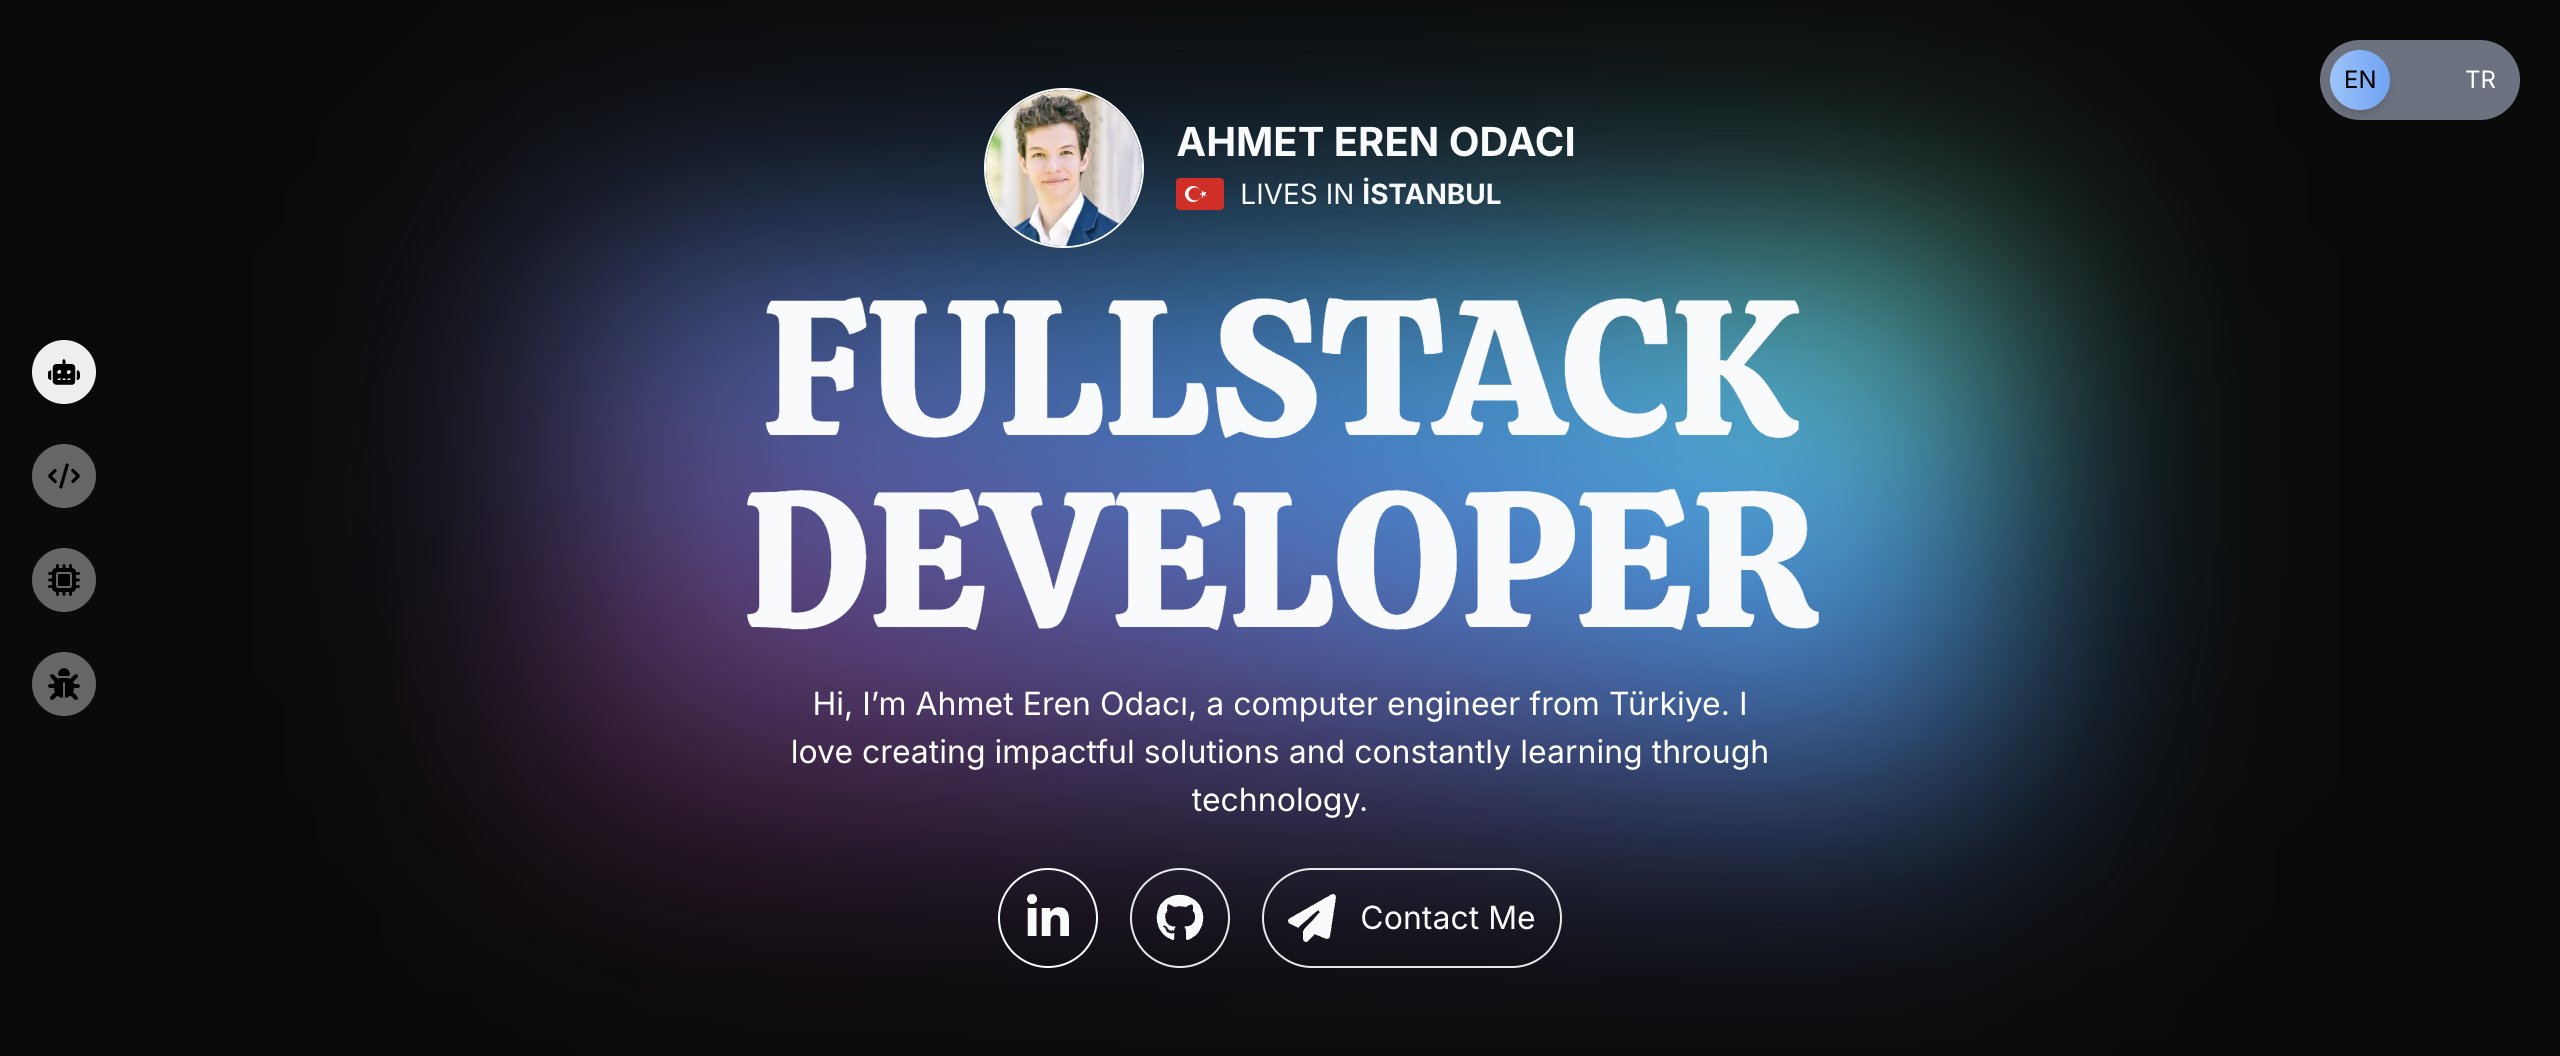 EN
TR
AHMET EREN ODACI
LIVES IN İSTANBUL
FULLSTACK
DEVELOPER
Hi, I’m Ahmet Eren Odacı, a computer engineer from Türkiye. I
love creating impactful solutions and constantly learning through
technology.
in
Contact Me